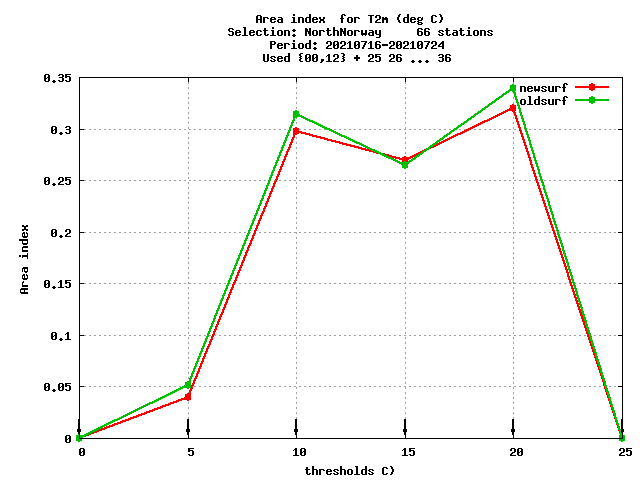 Area index  for T2m (deg C)
Selection: NorthNorway     66 stations
Period: 20210716-20210724
Used {00,12} + 25 26 ... 36
0.35
newsurf
oldsurf
0.3
0.25
0.2
Area index
0.15
0.1
0.05
0
0 5 10 15 20 25
thresholds C)